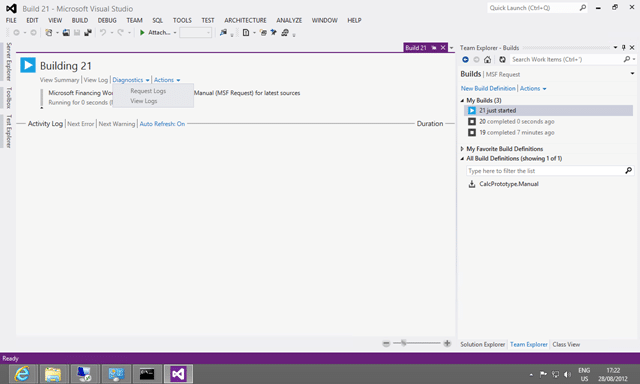 Build 21 - Microsoft Visual Studio
Quick Launch (Ctrl+Q)
FILE EDIT VIEW BUILD DEBUG TEAM SQL TOOLS TEST ARCHITECTURE ANALYZE WINDOW HELP
Attach...
Server Explorer
Toolbox
Test Explorer
Build 21
Building 21
View Summary | View Log | Diagnostics | Actions
Request Logs
View Logs
Microsoft Financing Wo
Manual (MSF Request) for latest sources
Running for 0 seconds
Activity Log | Next Error | Next Warning | Auto Refresh: On
Duration
Team Explorer - Builds
Search Work Items (Ctrl+')
Builds | MSF Request
New Build Definition | Actions
My Builds (3)
21 just started
20 completed 0 seconds ago
19 completed 7 minutes ago
My Favorite Build Definitions
All Build Definitions (showing 1 of 1)
Type here to filter the list
CalcPrototype.Manual
Solution Explorer Team Explorer Class View
Ready
ENG
US
17:22
28/08/2012